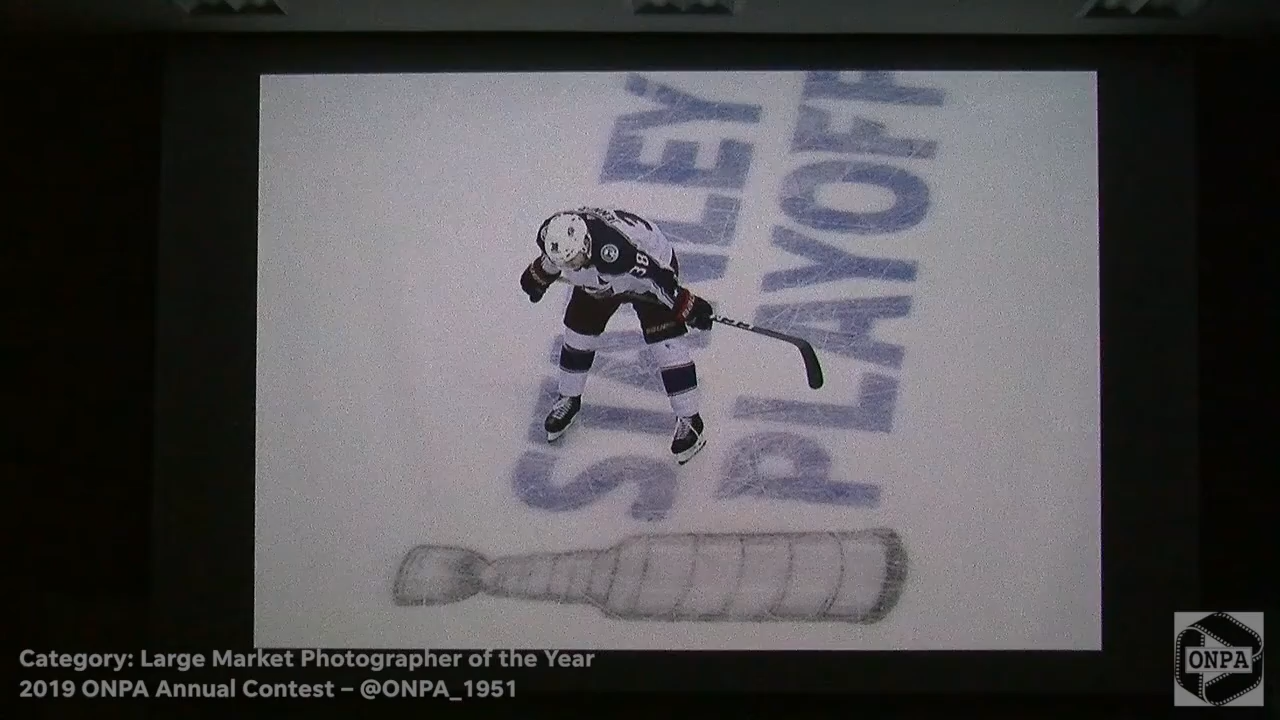 STANLEY
PLAYOFF
38
Category: Large Market Photographer of the Year
2019 ONPA Annual Contest – @ONPA_1951
ONPA